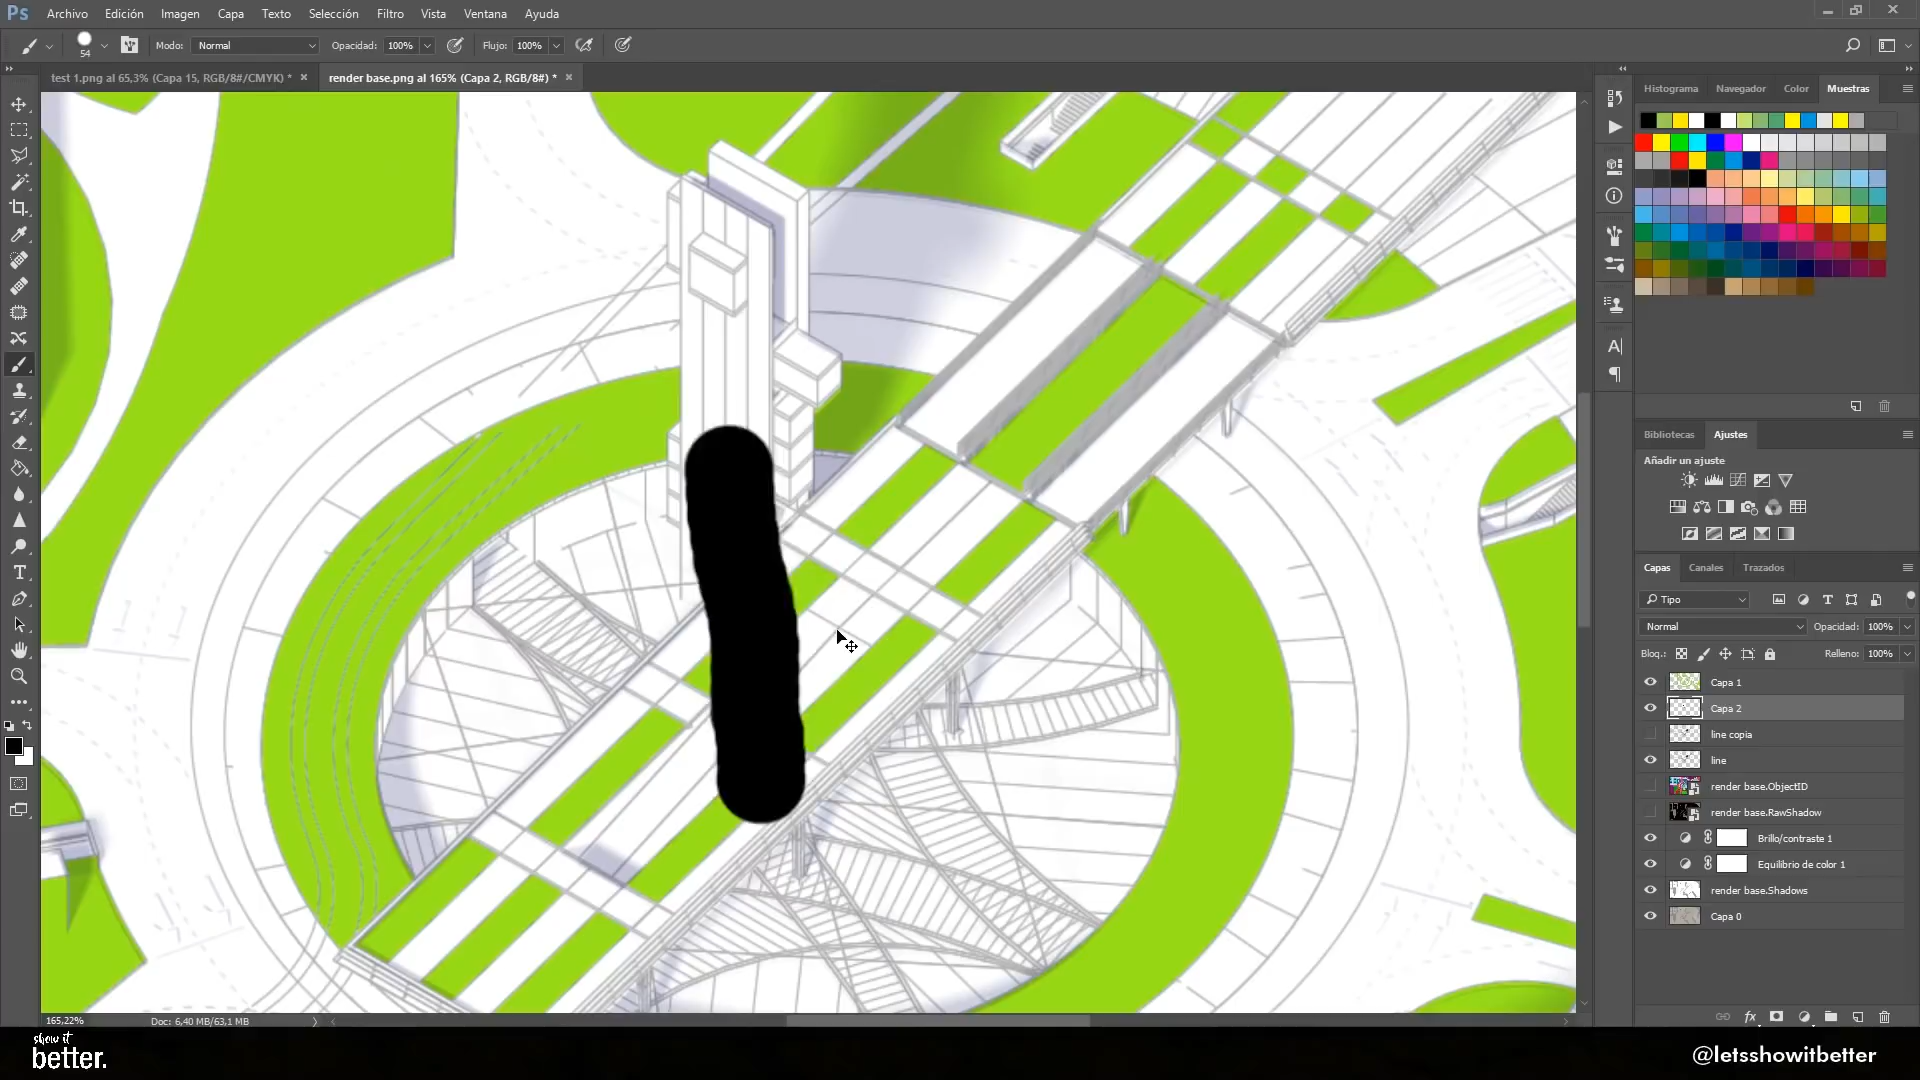 Ps Archivo Edición Imagen Capa Texto Selección Filtro Vista Ventana Ayuda
54 Modo: Normal Opacidad: 100% Flujo: 100%
test 1.png al 65,3% (Capa 15, RGB/8#/CMYK) * × render base.png al 165% (Capa 2, RGB/8#) * ×
Histograma Navegador Color Muestras
Bibliotecas Ajustes
Añadir un ajuste
Capas Canales Trazados
Tipo
Normal Opacidad: 100%
Bloq.: Relleno: 100%
Capa 1
Capa 2
line copia
line
render base.ObjectID
render base.RawShadow
Brillo/contraste 1
Equilibrio de color 1
render base.Shadows
Capa 0
165,22% Doc: 6,40 MB/63,1 MB
show it
better.
@letsshowitbetter